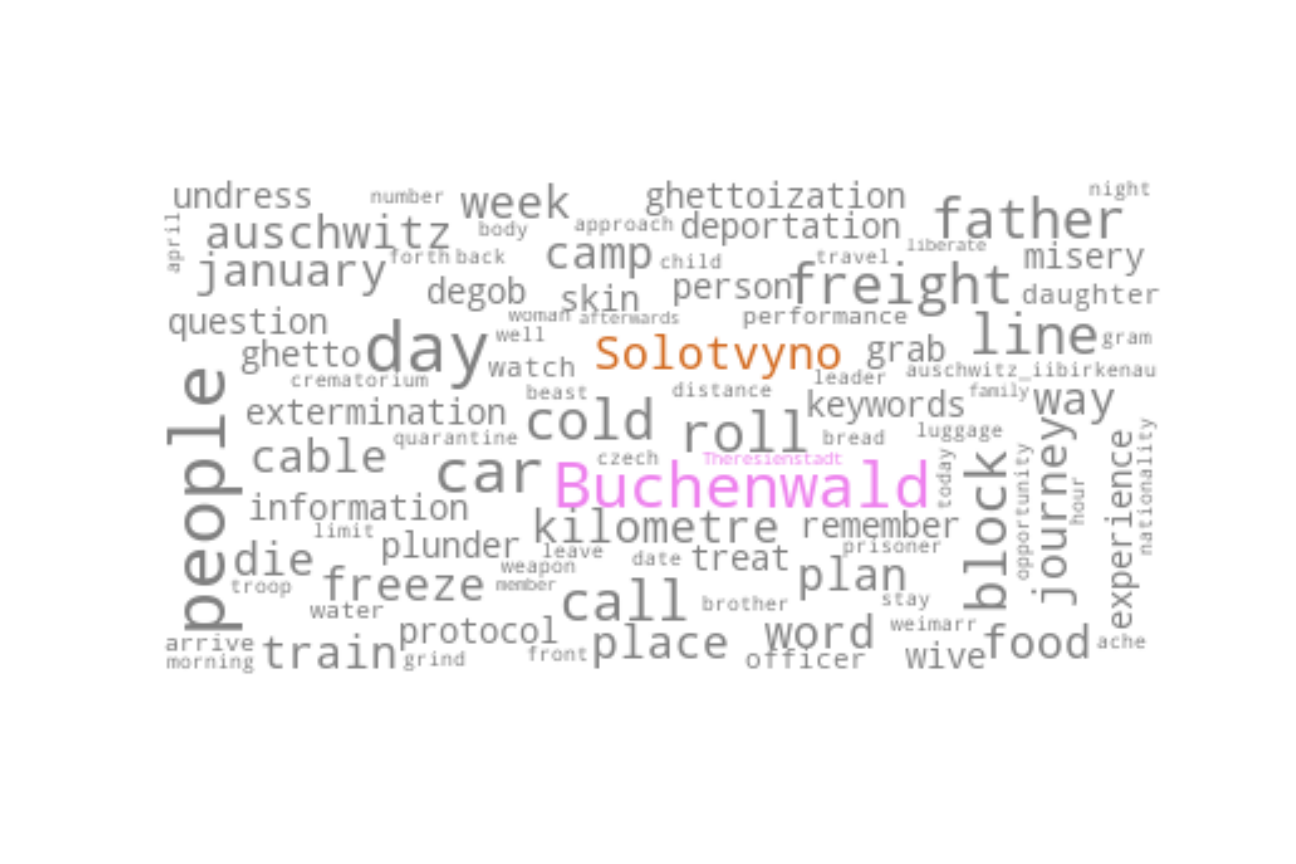 undress number week ghettoization night
april auschwitz body approach deportation father
january forth back camp child travel liberate misery
degob skin person freight daughter
question woman afterwards performance
ghetto day well watch Solotvyno grab line gram
crematorium beast distance leader auschwitz_iibirkenau
people extermination cold roll keywords family way
cable quarantine car czech bread luggage
Theresienstadt
Buchenwald today block opportunity journey hour experience nationality
information kilometre remember
limit plunder leave date treat prisoner
die troop freeze weapon member plan
water call brother stay
arrive protocol place word weimarr food ache
morning train grind front officer wive